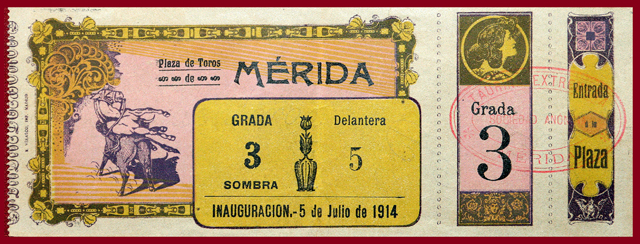 Plaza de Toros
de
MÉRIDA
GRADA
Delantera
3
5
SOMBRA
INAUGURACION.-5 de Julio de 1914
Grada
3
Entrada
a la
Plaza